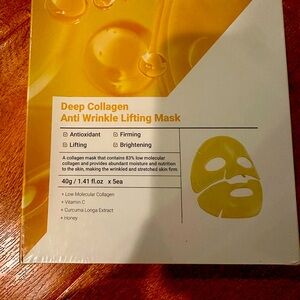 Deep Collagen
Anti Wrinkle Lifting Mask
☑ Antioxidant ☑ Firming
☑ Lifting ☑ Brightening
A collagen mask that contains 83% low molecular
collagen and provides abundant moisture and nutrition
to the skin, making the wrinkled and stretched skin firm.
40g / 1.41 fl.oz x 5ea
+ Low Molecular Collagen
+ Vitamin C
+ Curcuma Longa Extract
+ Honey